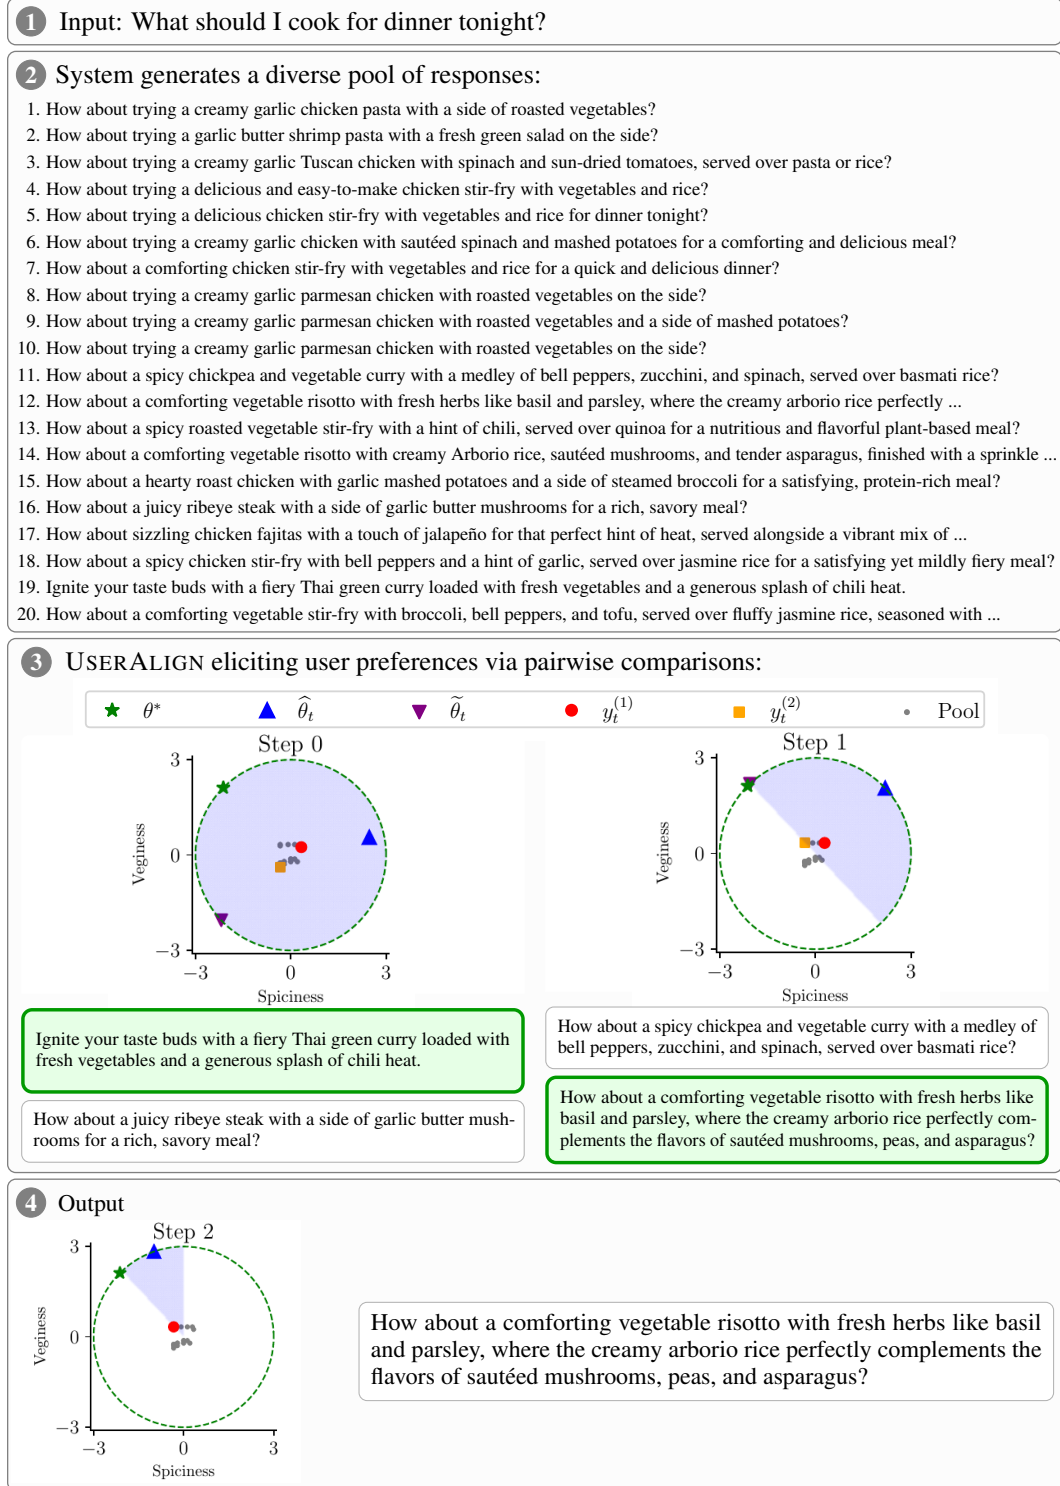 1 Input: What should I cook for dinner tonight?
2 System generates a diverse pool of responses:
1. How about trying a creamy garlic chicken pasta with a side of roasted vegetables?
2. How about trying a garlic butter shrimp pasta with a fresh green salad on the side?
3. How about trying a creamy garlic Tuscan chicken with spinach and sun-dried tomatoes, served over pasta or rice?
4. How about trying a delicious and easy-to-make chicken stir-fry with vegetables and rice?
5. How about trying a delicious chicken stir-fry with vegetables and rice for dinner tonight?
6. How about trying a creamy garlic chicken with sautéed spinach and mashed potatoes for a comforting and delicious meal?
7. How about a comforting chicken stir-fry with vegetables and rice for a quick and delicious dinner?
8. How about trying a creamy garlic parmesan chicken with roasted vegetables on the side?
9. How about trying a creamy garlic parmesan chicken with roasted vegetables and a side of mashed potatoes?
10. How about trying a creamy garlic parmesan chicken with roasted vegetables on the side?
11. How about a spicy chickpea and vegetable curry with a medley of bell peppers, zucchini, and spinach, served over basmati rice?
12. How about a comforting vegetable risotto with fresh herbs like basil and parsley, where the creamy arborio rice perfectly ...
13. How about a spicy roasted vegetable stir-fry with a hint of chili, served over quinoa for a nutritious and flavorful plant-based meal?
14. How about a comforting vegetable risotto with creamy Arborio rice, sautéed mushrooms, and tender asparagus, finished with a sprinkle ...
15. How about a hearty roast chicken with garlic mashed potatoes and a side of steamed broccoli for a satisfying, protein-rich meal?
16. How about a juicy ribeye steak with a side of garlic butter mushrooms for a rich, savory meal?
17. How about sizzling chicken fajitas with a touch of jalapeño for that perfect hint of heat, served alongside a vibrant mix of ...
18. How about a spicy chicken stir-fry with bell peppers and a hint of garlic, served over jasmine rice for a satisfying yet mildly fiery meal?
19. Ignite your taste buds with a fiery Thai green curry loaded with fresh vegetables and a generous splash of chili heat.
20. How about a comforting vegetable stir-fry with broccoli, bell peppers, and tofu, served over fluffy jasmine rice, seasoned with ...
3 USERALIGN eliciting user preferences via pairwise comparisons:
θ* θ̂_t θ̃_t y_t^(1) y_t^(2) Pool
Step 0
3
0
−3
Veginess
−3 0 3
Spiciness
Step 1
3
0
−3
Veginess
−3 0 3
Spiciness
Ignite your taste buds with a fiery Thai green curry loaded with
fresh vegetables and a generous splash of chili heat.
How about a juicy ribeye steak with a side of garlic butter mush-
rooms for a rich, savory meal?
How about a spicy chickpea and vegetable curry with a medley of
bell peppers, zucchini, and spinach, served over basmati rice?
How about a comforting vegetable risotto with fresh herbs like
basil and parsley, where the creamy arborio rice perfectly com-
plements the flavors of sautéed mushrooms, peas, and asparagus?
4 Output
Step 2
3
0
−3
Veginess
−3 0 3
Spiciness
How about a comforting vegetable risotto with fresh herbs like basil
and parsley, where the creamy arborio rice perfectly complements the
flavors of sautéed mushrooms, peas, and asparagus?